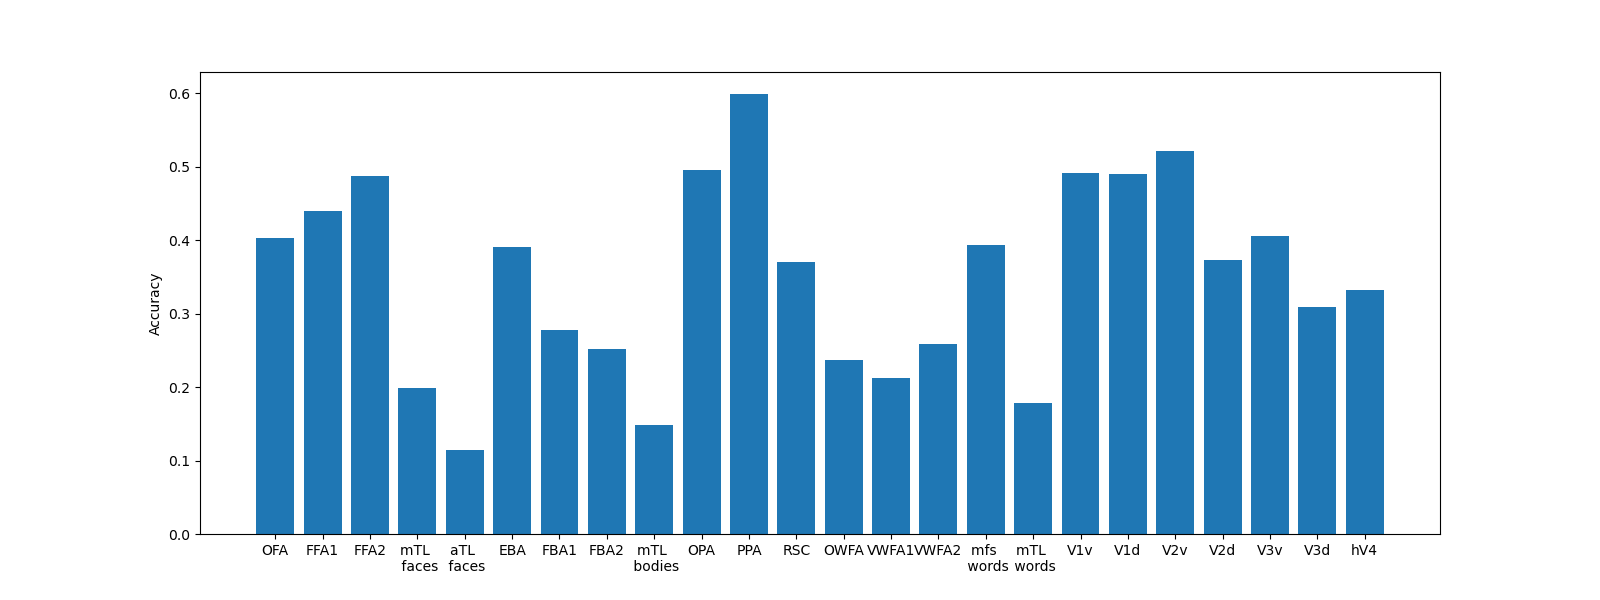 0.6
0.5
0.4
0.3
0.2
0.1
0.0
Accuracy
OFA FFA1 FFA2 mTL aTL EBA FBA1 FBA2 mTL OPA PPA RSC OWFA VWFA1 VWFA2 mfs mTL V1v V1d V2v V2d V3v V3d hV4
faces faces bodies words words